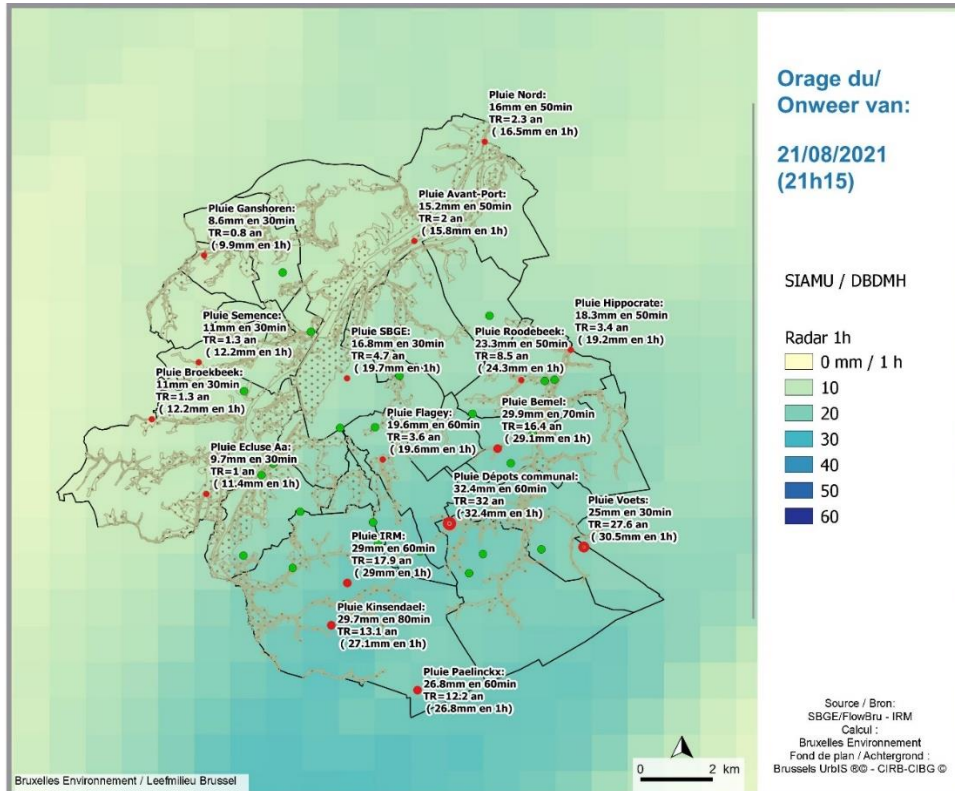 Pluie Nord:
16mm en 50min
TR=2.3 an
( 16.5mm en 1h)
Pluie Avant-Port:
15.2mm en 50min
TR=2 an
( 15.8mm en 1h)
Pluie Ganshoren:
8.6mm en 30min
TR=0.8 an
( 9.9mm en 1h)
Pluie Hippocrate:
18.3mm en 50min
TR=3.4 an
( 19.2mm en 1h)
Pluie Semence:
11mm en 30min
TR=1.3 an
( 12.2mm en 1h)
Pluie SBGE:
16.8mm en 30min
TR=4.7 an
( 19.7mm en 1h)
Pluie Roodebeek:
23.3mm en 50min
TR=8.5 an
( 24.3mm en 1h)
Pluie Broekbeek:
11mm en 30min
TR=1.3 an
( 12.2mm en 1h)
Pluie Bemel:
29.9mm en 70min
TR=16.4 an
( 29.1mm en 1h)
Pluie Flagey:
19.6mm en 60min
TR=3.6 an
( 19.6mm en 1h)
Pluie Ecluse Aa:
9.7mm en 30min
TR=1 an
( 11.4mm en 1h)
Pluie Dépots communal:
32.4mm en 60min
TR=32 an
( 32.4mm en 1h)
Pluie Voets:
25mm en 30min
TR=27.6 an
( 30.5mm en 1h)
Pluie IRM:
29mm en 60min
TR=17.9 an
( 29mm en 1h)
Pluie Kinsendael:
29.7mm en 80min
TR=13.1 an
( 27.1mm en 1h)
Pluie Paelinckx:
26.8mm en 60min
TR=12.2 an
( 26.8mm en 1h)
0 2 km
Bruxelles Environnement / Leefmilieu Brussel
Orage du/
Onweer van:
21/08/2021
(21h15)
SIAMU / DBDMH
Radar 1h
0 mm / 1 h
10
20
30
40
50
60
Source / Bron:
SBGE/FlowBru - IRM
Calcul :
Bruxelles Environnement
Fond de plan / Achtergrond :
Brussels UrbIS ®© - CIRB-CIBG ©